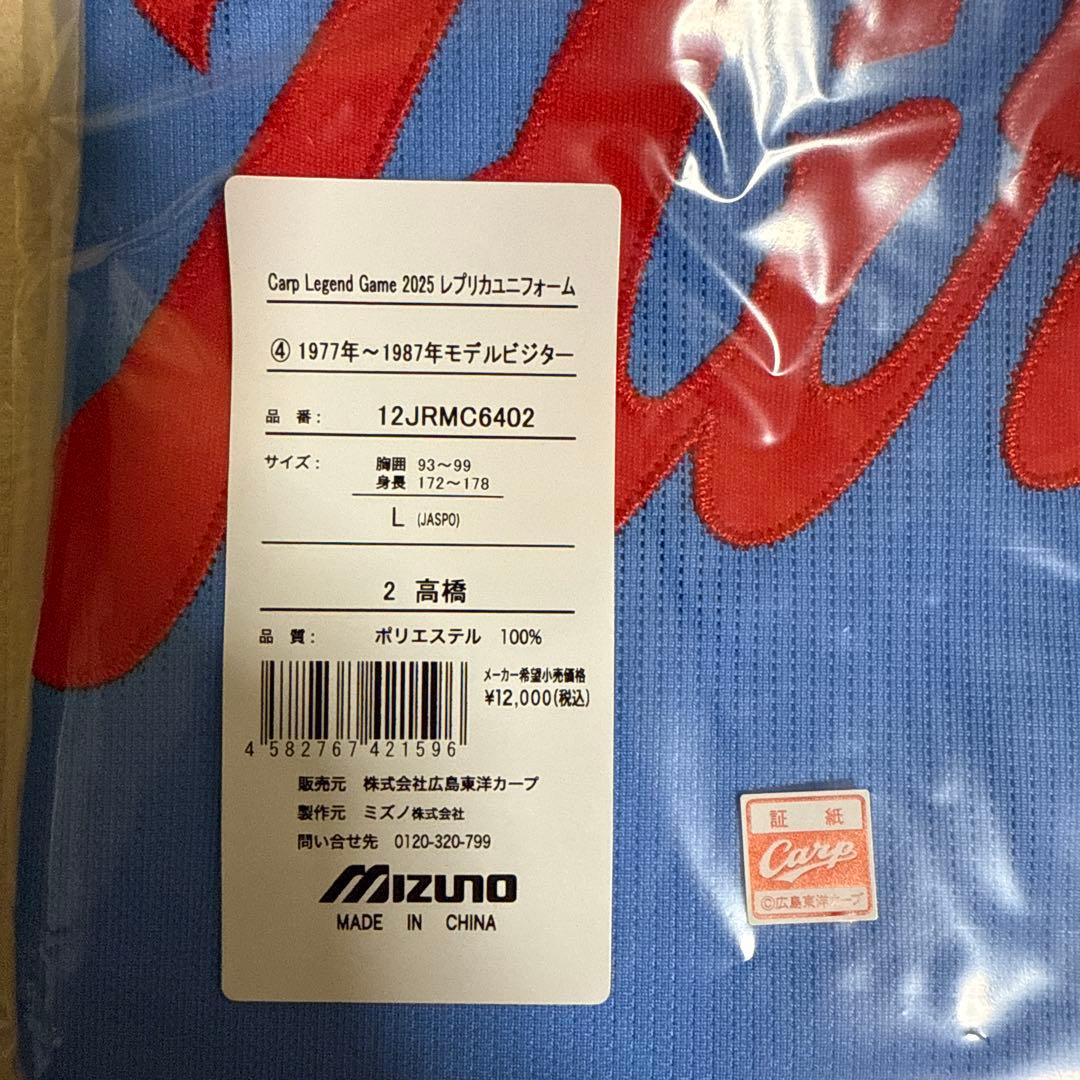 Carp Legend Game 2025 レプリカユニフォーム
④ 1977年～1987年モデルビジター
品 番： 12JRMC6402
サイズ： 胸囲 93～99
身長 172～178
L (JASPO)
2 高橋
品 質： ポリエステル 100%
メーカー希望小売価格
¥12,000(税込)
4 582767 421596
販売元 株式会社広島東洋カープ
製作元 ミズノ株式会社
問い合せ先 0120-320-799
MIZUNO
MADE IN CHINA
証 紙
Carp
©広島東洋カープ